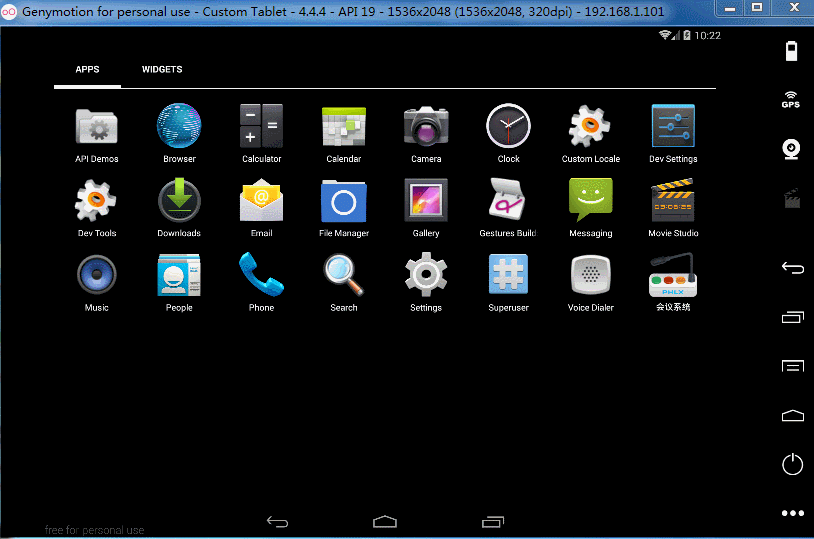 Genymotion for personal use - Custom Tablet - 4.4.4 - API 19 - 1536x2048 (1536x2048, 320dpi) - 192.168.1.101
10:22
APPS WIDGETS
GPS
API Demos Browser Calculator Calendar Camera Clock Custom Locale Dev Settings
Dev Tools Downloads Email File Manager Gallery Gestures Build Messaging Movie Studio
PHLX
Music People Phone Search Settings Superuser Voice Dialer 会议系统
free for personal use